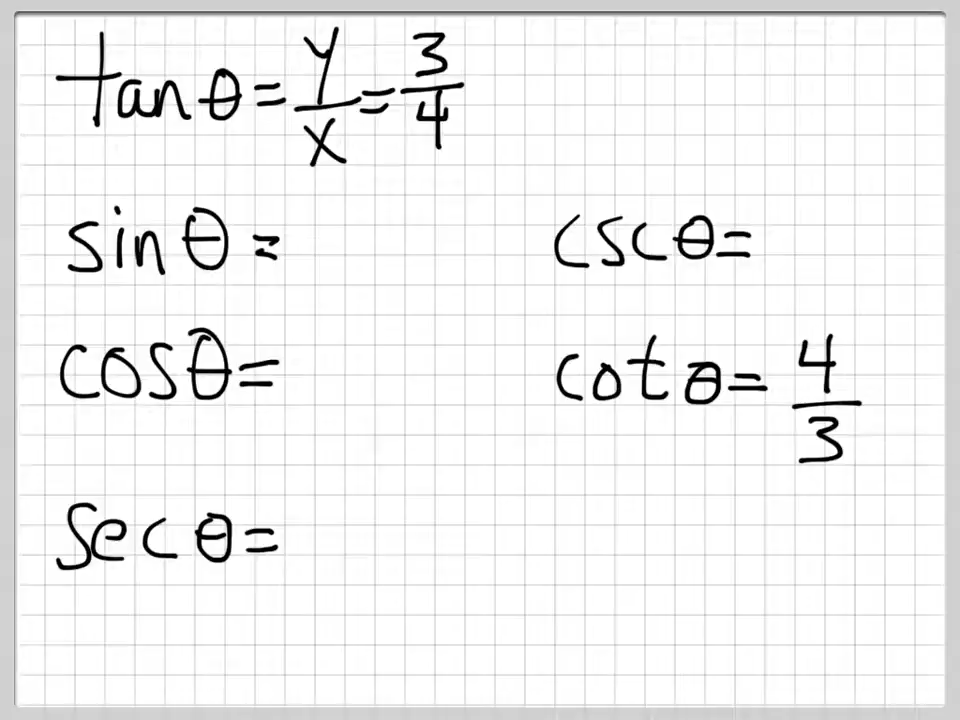 tanθ = y/x = 3/4
sinθ =
cscθ =
cosθ =
cotθ = 4/3
secθ =